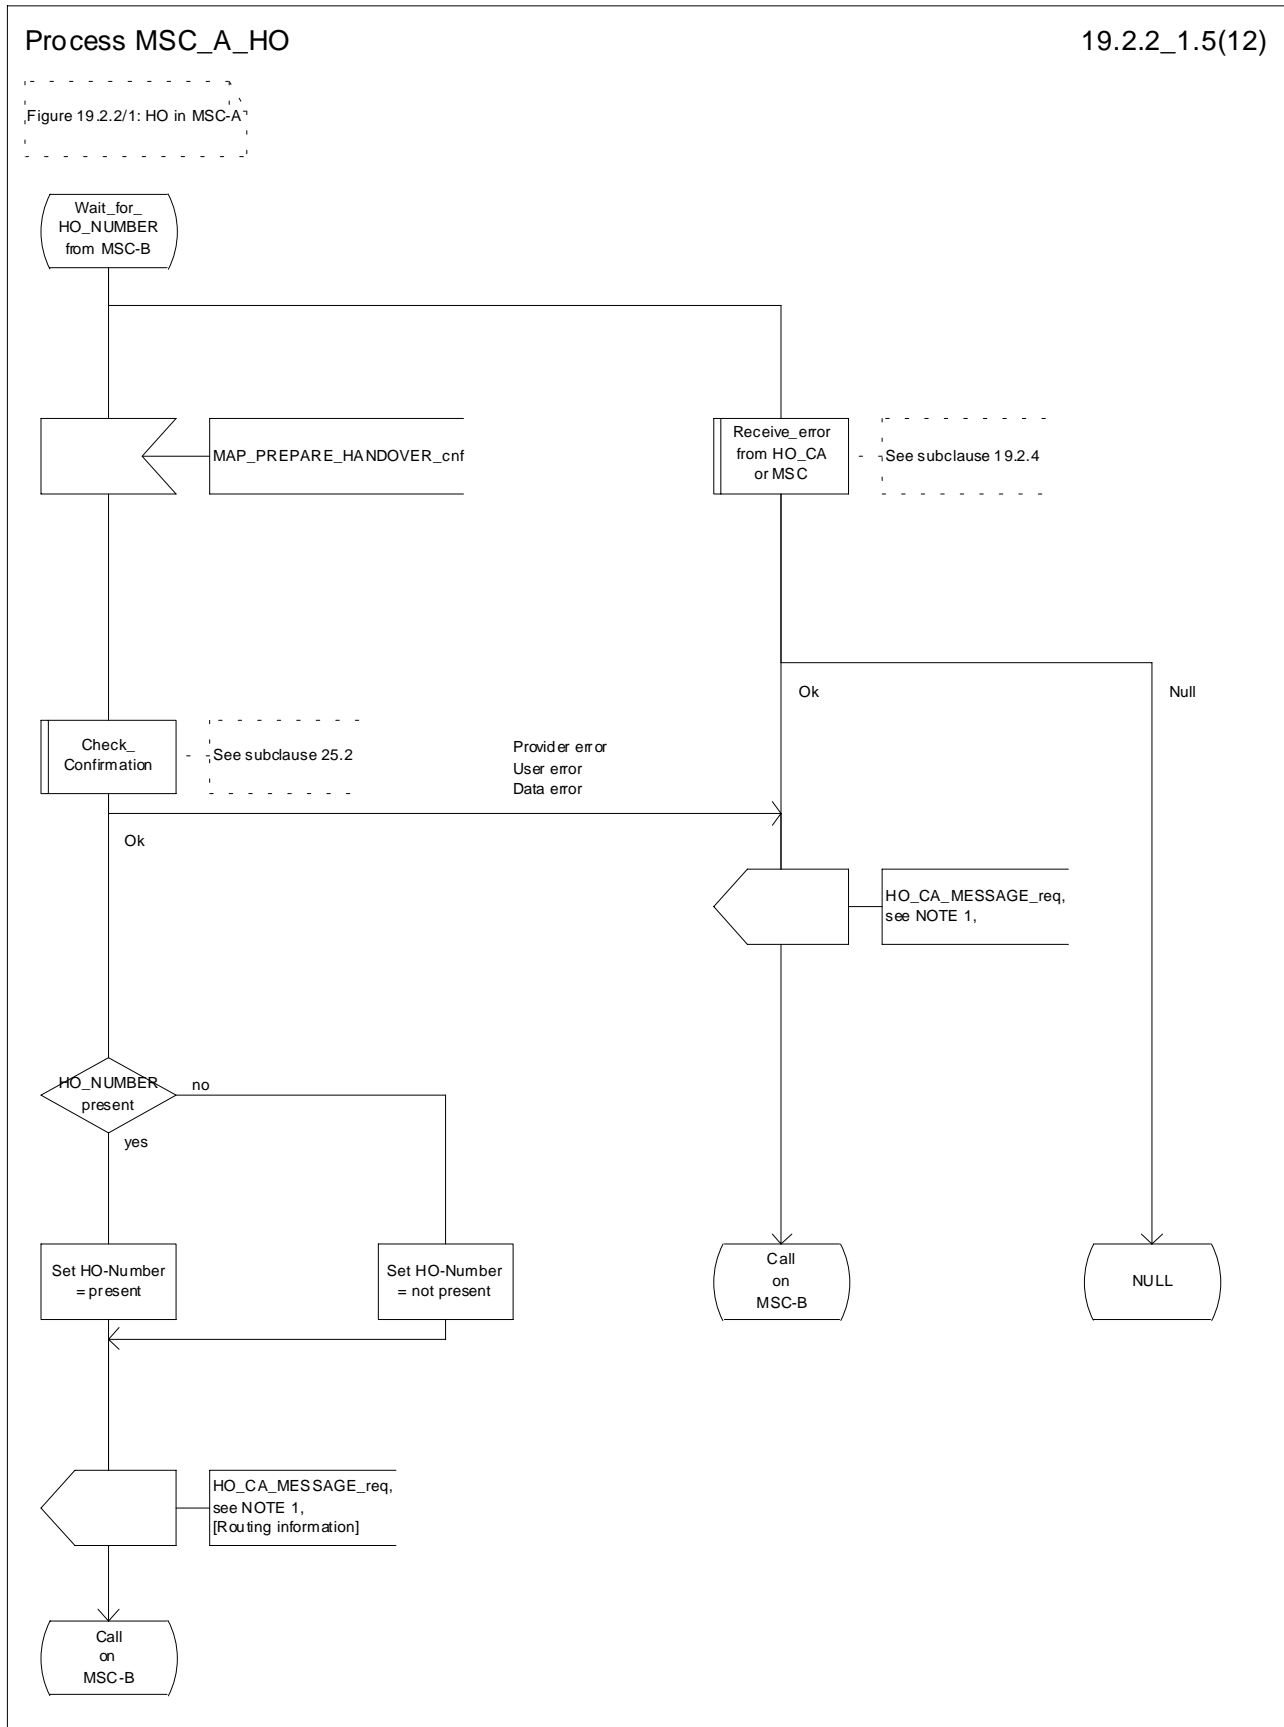 Process MSC_A_HO
19.2.2_1.5(12)
Figure 19.2.2/1: HO in MSC-A
Wait_for_
HO_NUMBER
from MSC-B
MAP_PREPARE_HANDOVER_cnf
Receive_error
from HO_CA
or MSC
See subclause 19.2.4
Ok
Null
Check_
Confirmation
See subclause 25.2
Provider error
User error
Data error
Ok
HO_CA_MESSAGE_req,
see NOTE 1,
HO_NUMBER
present
no
yes
Set HO-Number
= present
Set HO-Number
= not present
Call
on
MSC-B
NULL
HO_CA_MESSAGE_req,
see NOTE 1,
[Routing information]
Call
on
MSC-B